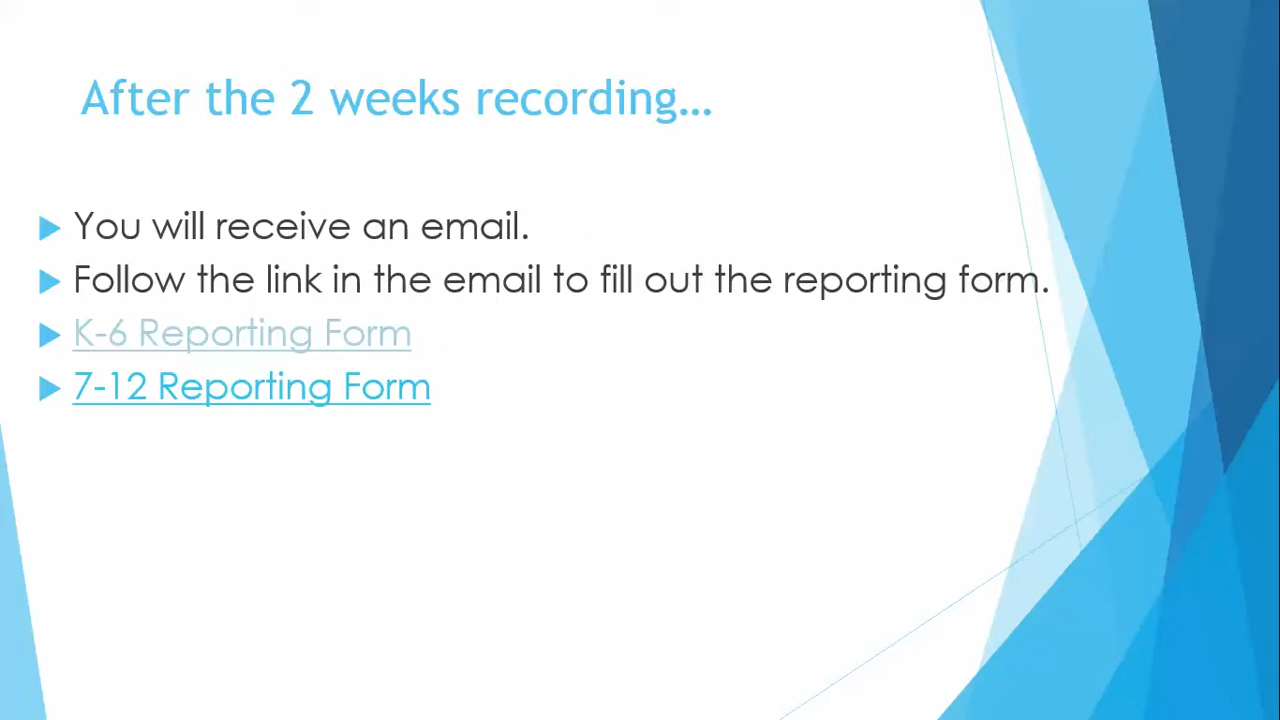 After the 2 weeks recording…
You will receive an email.
Follow the link in the email to fill out the reporting form.
K-6 Reporting Form
7-12 Reporting Form